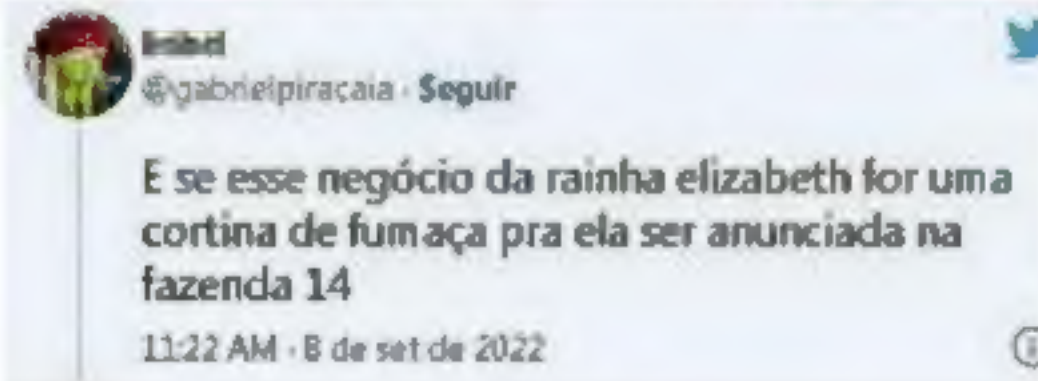 @gabrielpiracaia · Seguir
E se esse negócio da rainha elizabeth for uma
cortina de fumaça pra ela ser anunciada na
fazenda 14
11:22 AM · 8 de set de 2022